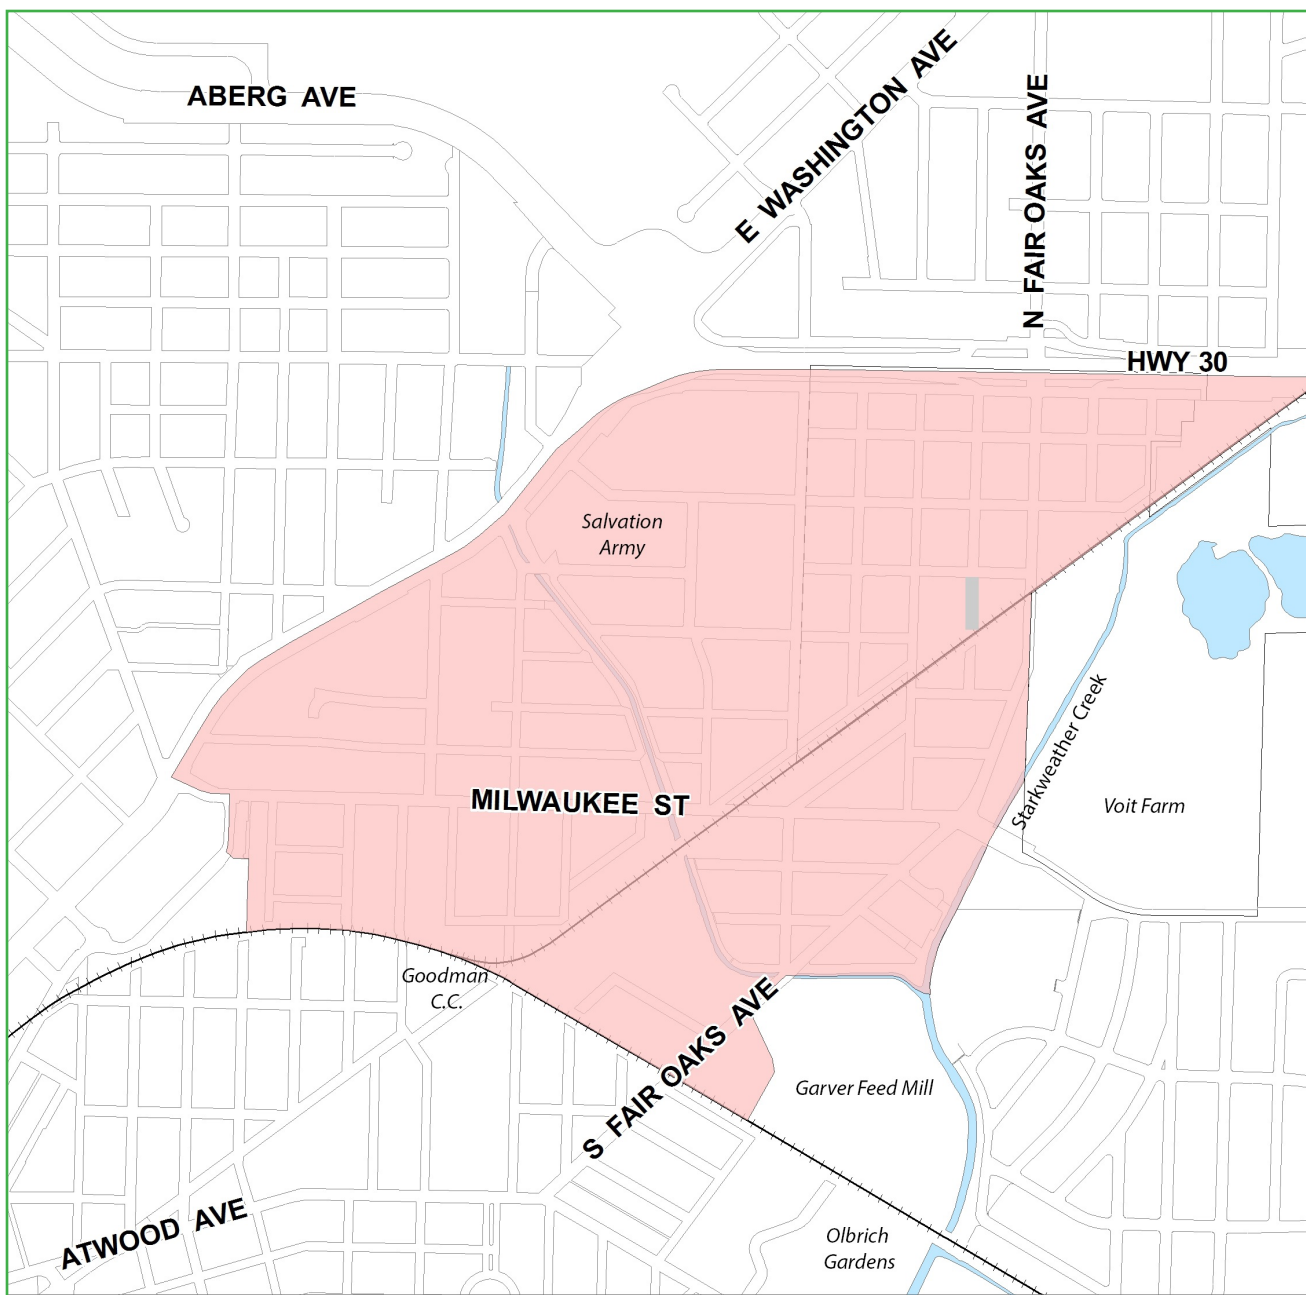 ABERG AVE
E WASHINGTON AVE
N FAIR OAKS AVE
HWY 30
Salvation
Army
Starkweather Creek
MILWAUKEE ST
Voit Farm
Goodman
C.C.
S FAIR OAKS AVE
Garver Feed Mill
ATWOOD AVE
Olbrich
Gardens